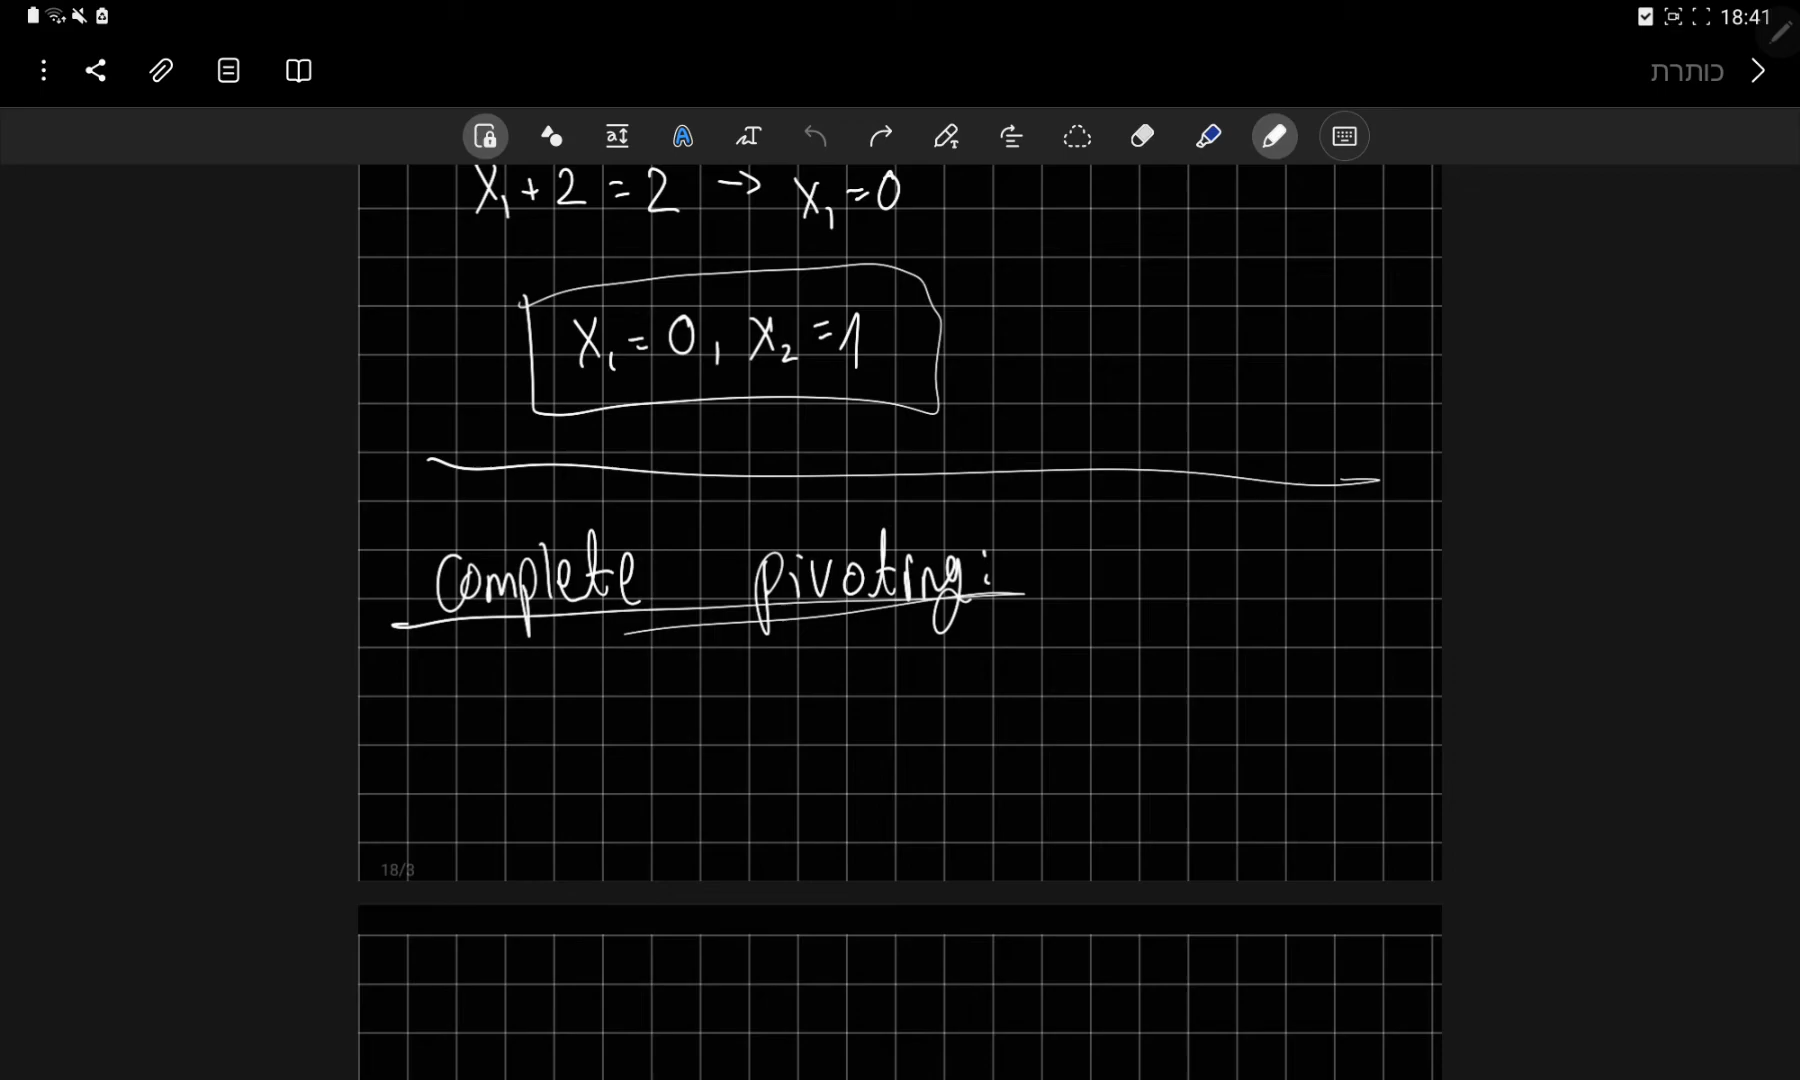 18:41
כותרת
x₁ + 2 = 2 → x₁ = 0
x₁ = 0, x₂ = 1
Complete pivoting:
18/3